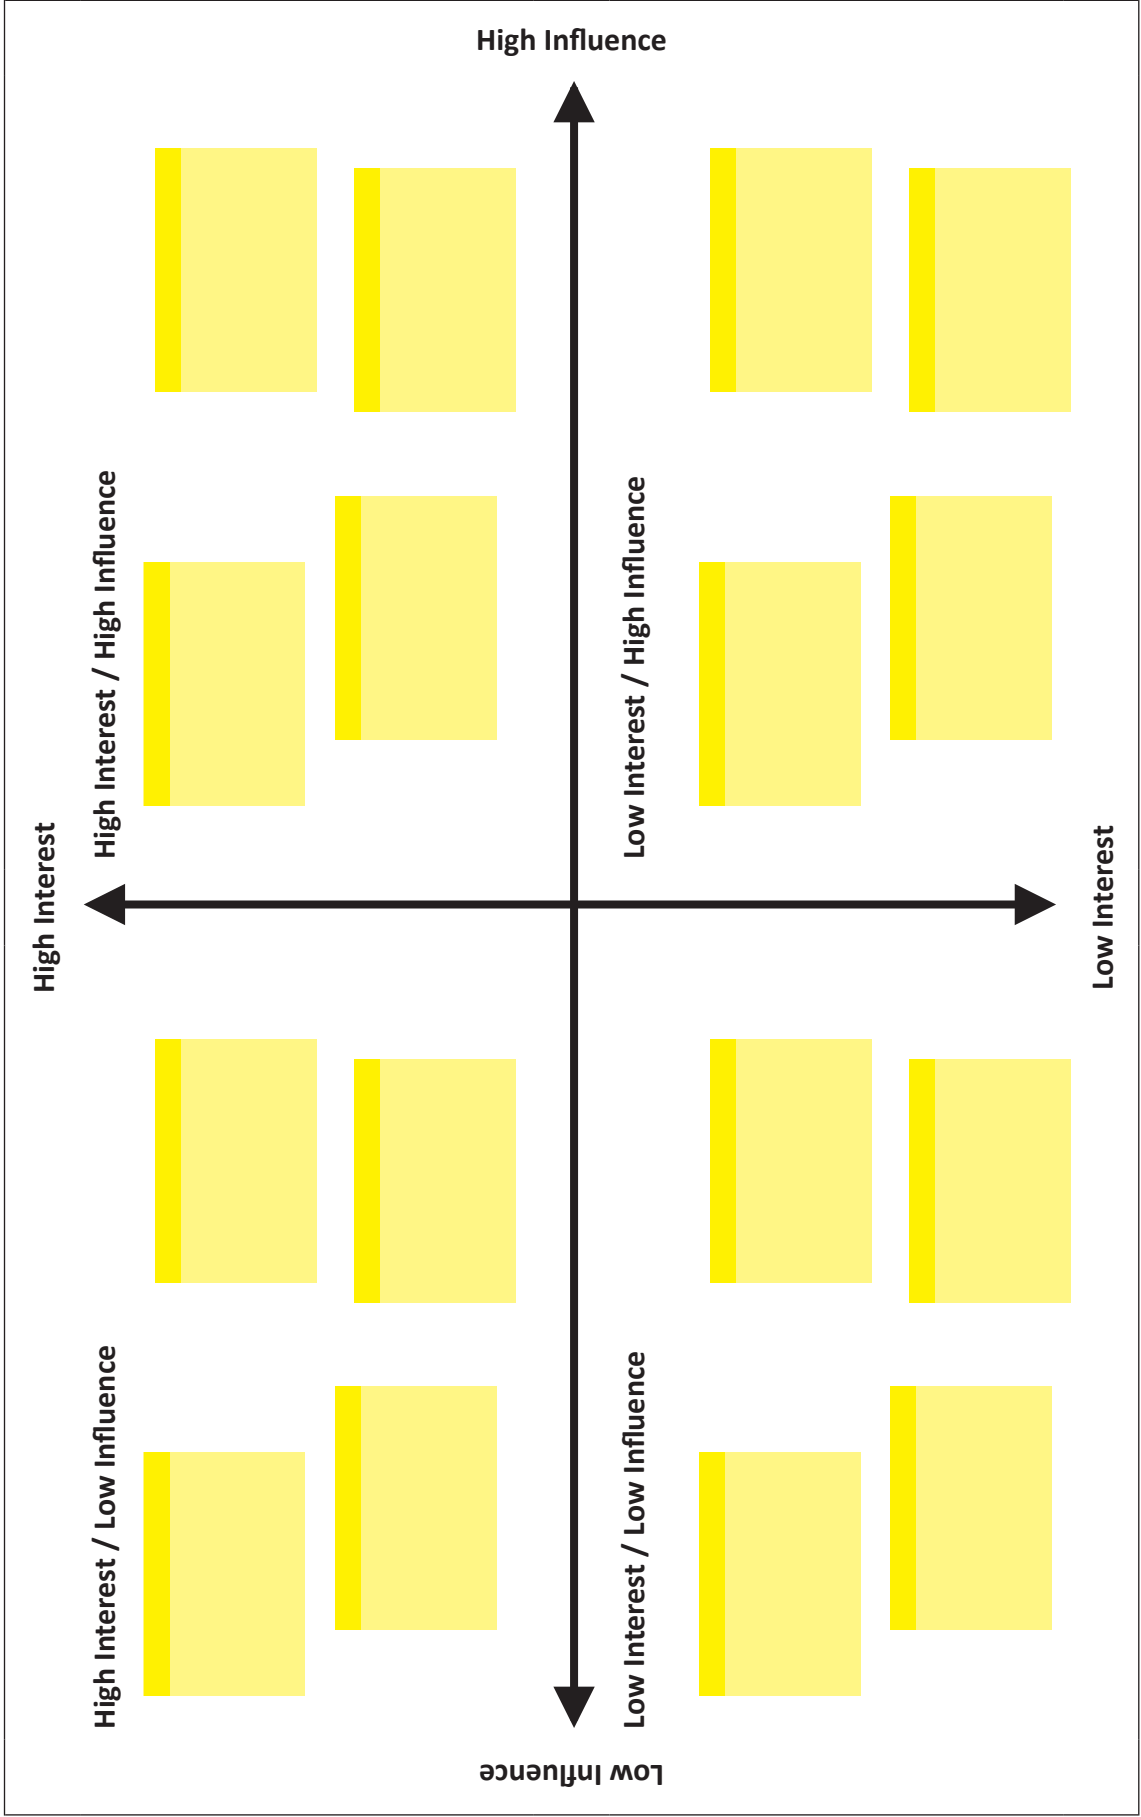 High Influence
High Interest
High Interest / High Influence
Low Interest / High Influence
Low Interest
High Interest / Low Influence
Low Interest / Low Influence
Low Influence